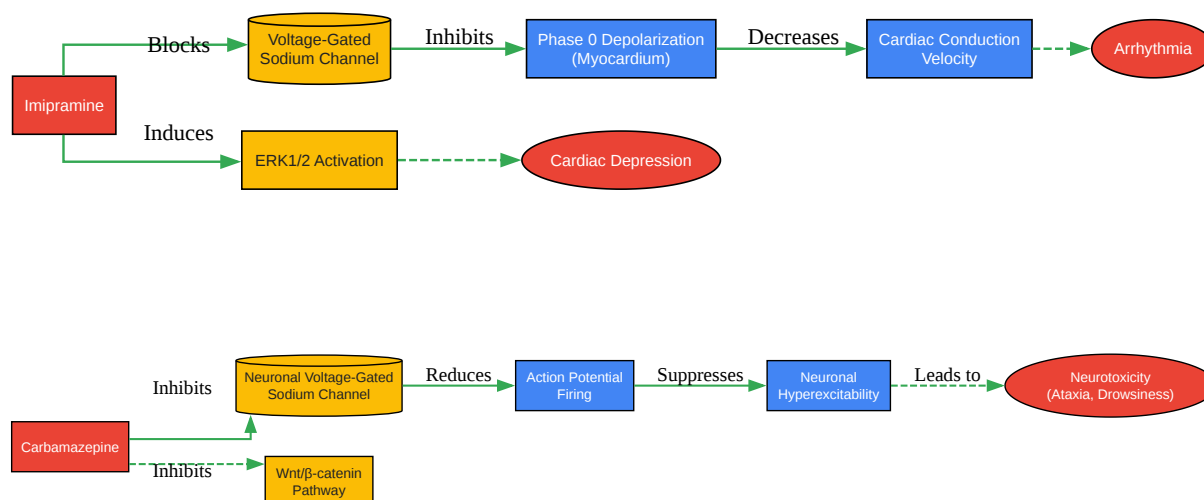 Blocks
Voltage-Gated
Sodium Channel
Inhibits
Phase 0 Depolarization
(Myocardium)
Decreases
Cardiac Conduction
Velocity
Arrhythmia
Imipramine
Induces
ERK1/2 Activation
Cardiac Depression
Inhibits
Neuronal Voltage-Gated
Sodium Channel
Reduces
Action Potential
Firing
Suppresses
Neuronal
Hyperexcitability
Leads to
Neurotoxicity
(Ataxia, Drowsiness)
Carbamazepine
Inhibits
Wnt/β-catenin
Pathway